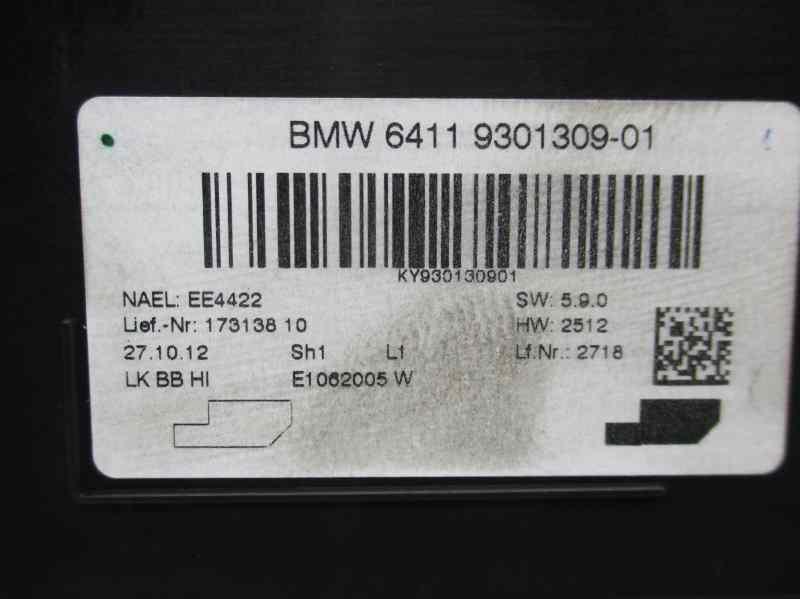 BMW 6411 9301309-01
KY930130901
NAEL: EE4422 SW: 5.9.0
Lief.-Nr: 173138 10 HW: 2512
27.10.12 Sh1 L1 Lf.Nr.: 2718
LK BB HI E1062005 W